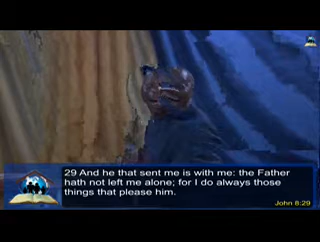 29 And he that sent me is with me: the Father
hath not left me alone; for I do always those
things that please him.
John 8:29